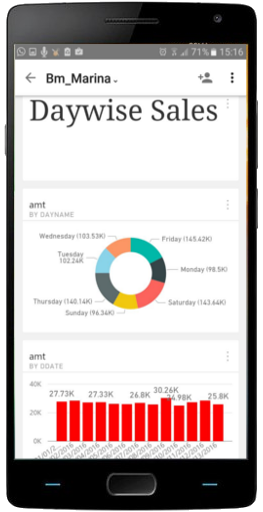 71% 15:16
Bm_Marina
Daywise Sales
amt
BY DAYNAME
Wednesday (103.53K)
Friday (145.42K)
Tuesday
102.24K
Monday (98.5K)
Thursday (140.14K)
Saturday (143.64K)
Sunday (96.34K)
amt
BY DDATE
40K
27.73K 27.33K 26.8K 30.26K 24.98K 25.8K
20K
0K